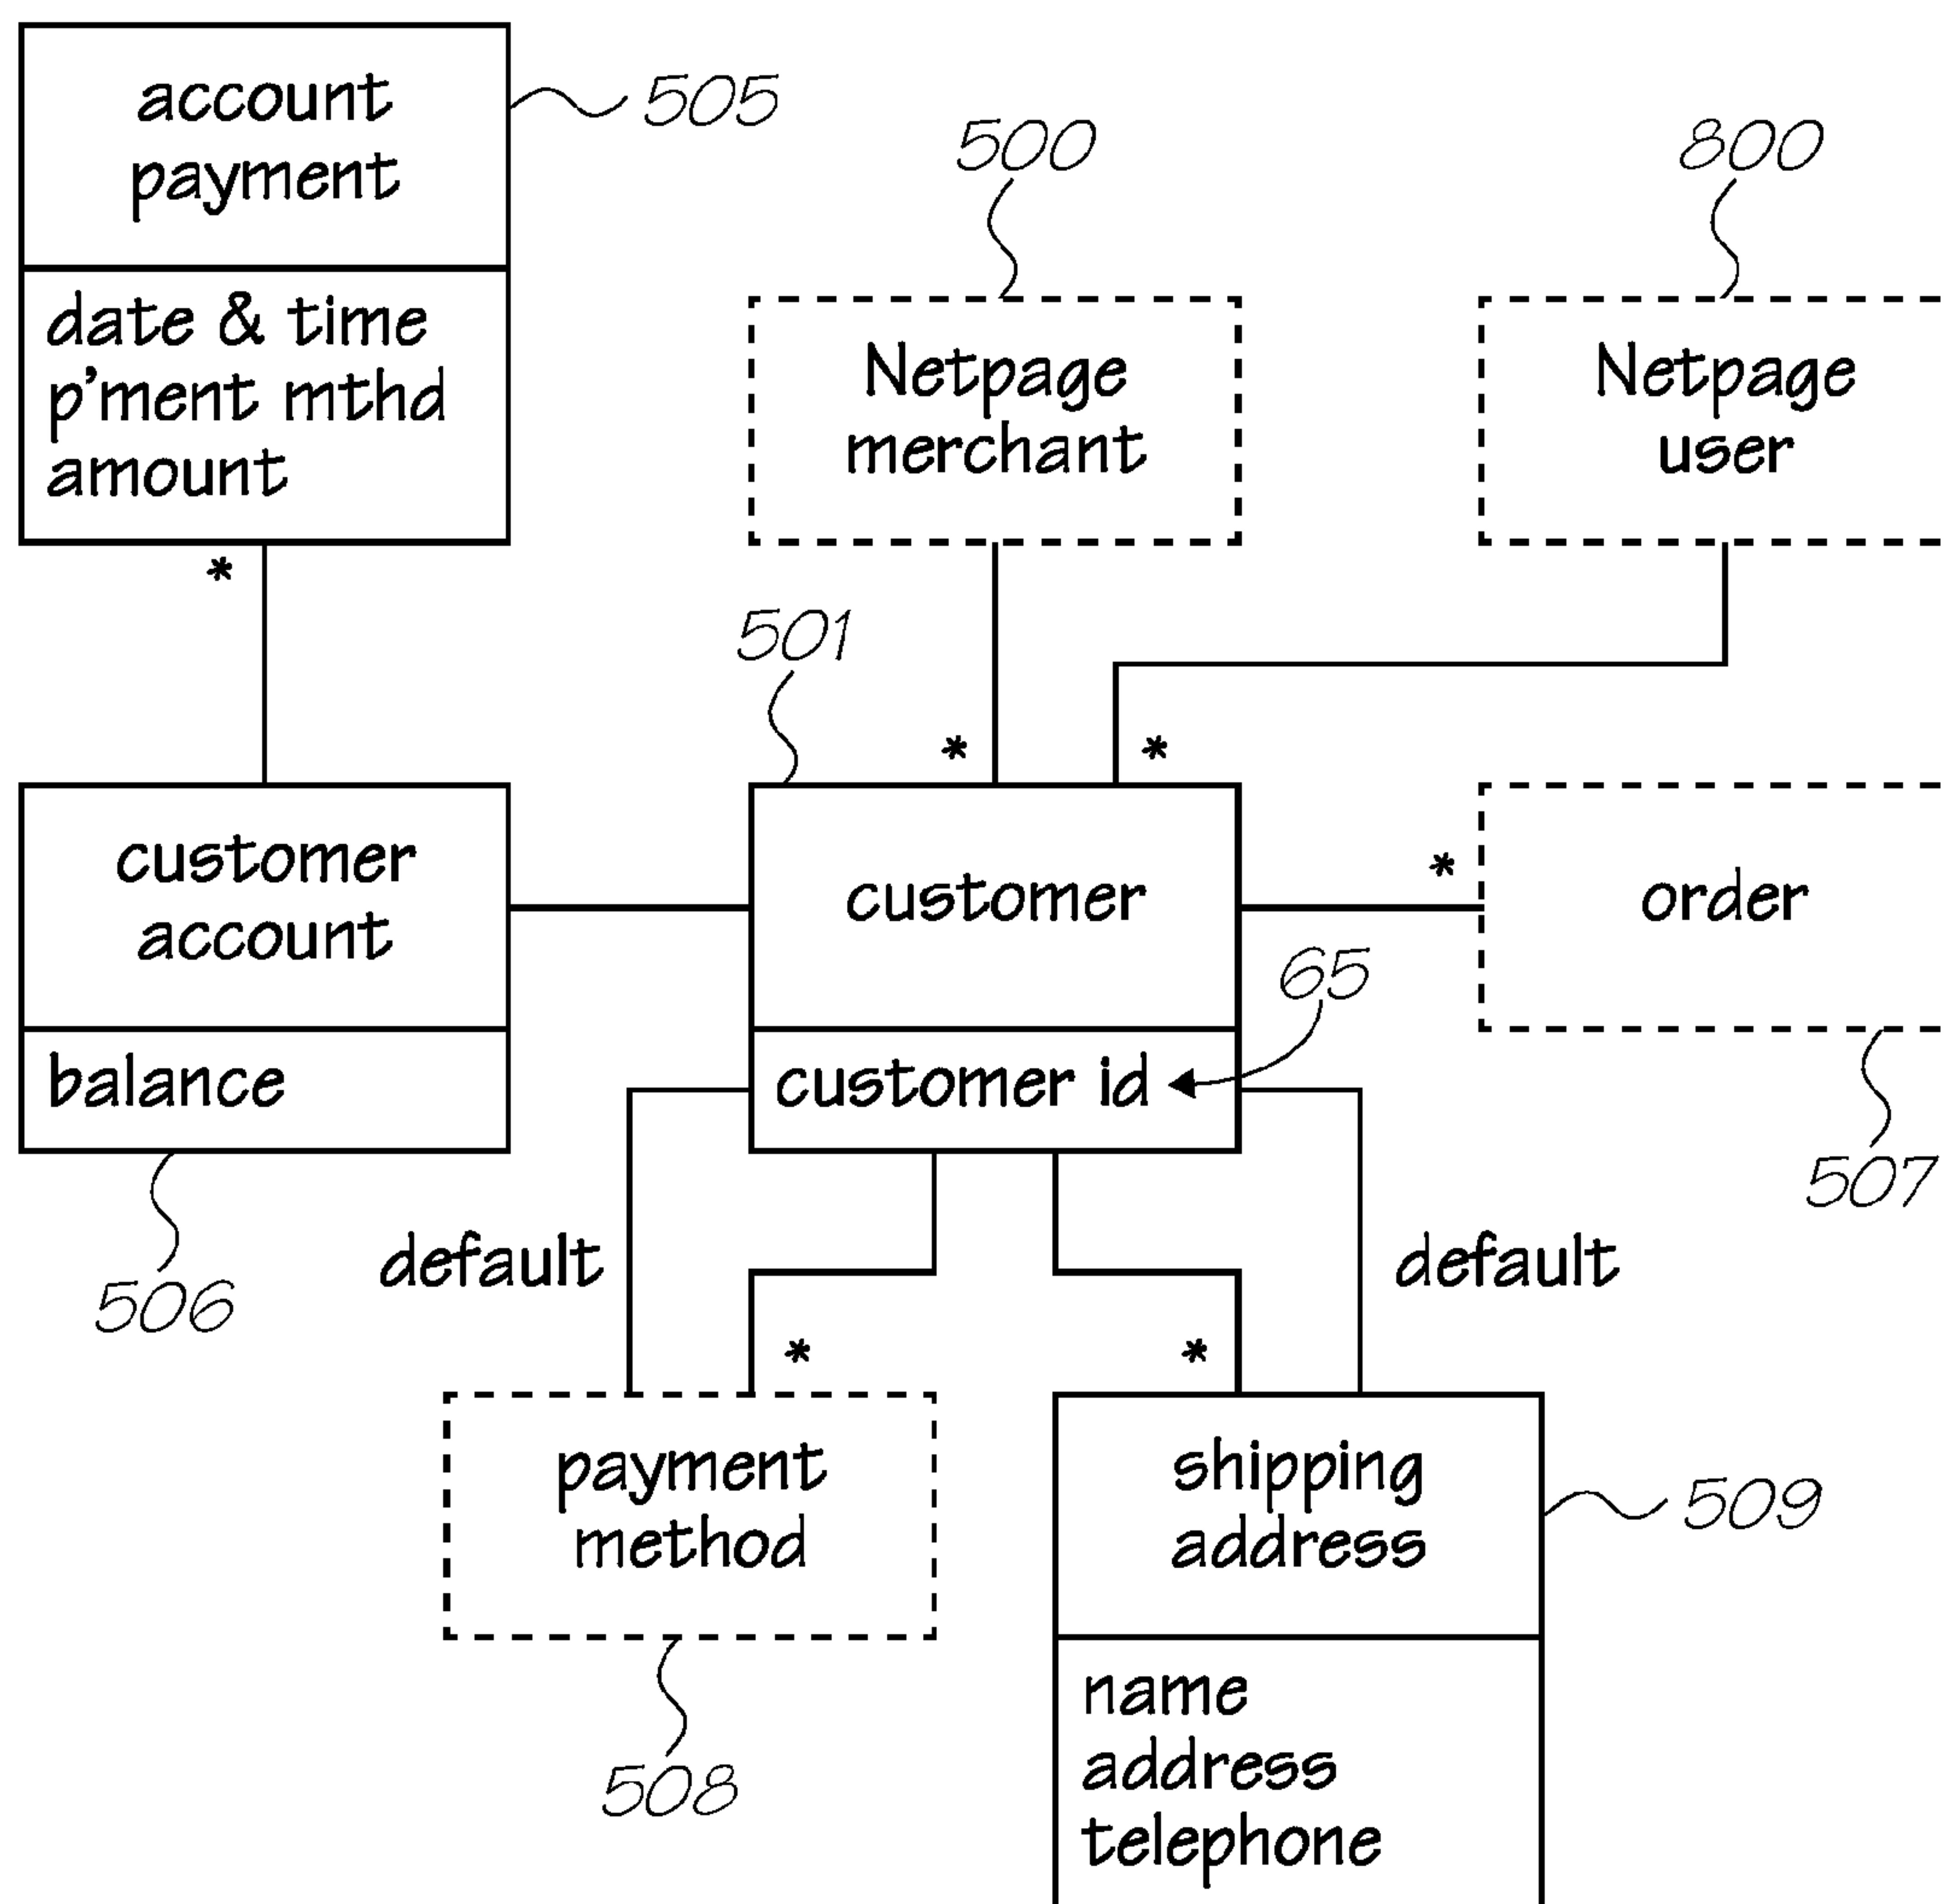 account
payment
505
date & time
p'ment mthd
amount
*
500
Netpage
merchant
800
Netpage
user
501
*
*
customer
account
balance
506
customer
customer id
65
*
order
507
default
default
*
*
payment
method
508
shipping
address
509
name
address
telephone